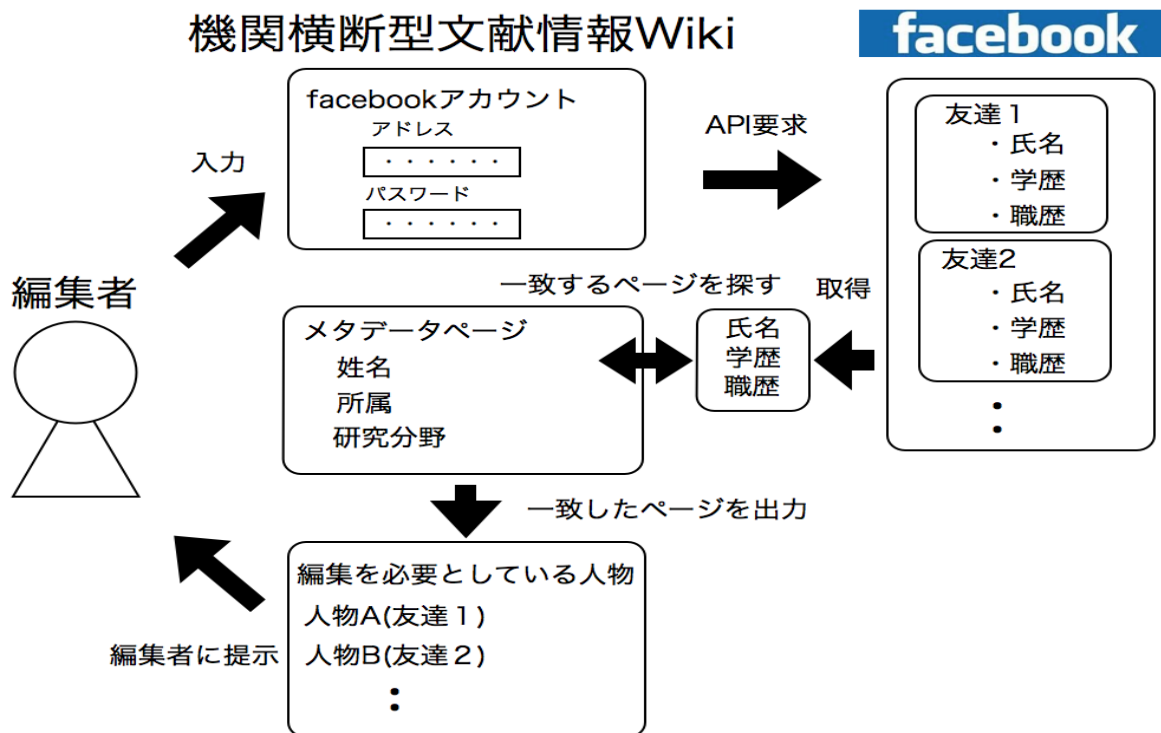 機関横断型文献情報Wiki
facebook
facebookアカウント
アドレス
・・・・・・
パスワード
・・・・・・
入力
API要求
友達１
・氏名
・学歴
・職歴
友達2
・氏名
・学歴
・職歴
：
編集者
一致するページを探す
取得
氏名
学歴
職歴
メタデータページ
姓名
所属
研究分野
一致したページを出力
編集を必要としている人物
人物A(友達１)
人物B(友達２)
：
編集者に提示